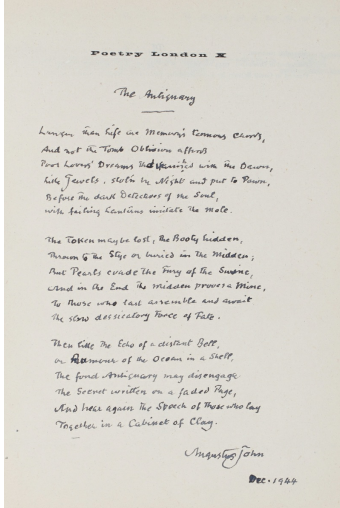 Poetry London X
The Antiquary
Longer than Life are Memory's tenuous chords,
And not the Tomb Oblivion affords
Poor Lovers' Dreams that vanished with the Dawn,
Like Jewels, stolen by Night and put to Pawn,
Before the dark Detectives of the Soul,
with failing Lanterns imitate the Mole.
The Token may be lost, the Booty hidden,
Thrown to the Stye or buried in the Midden;
But Pearls evade the Fury of the Swine,
And in the End the midden proves a Mine,
To those who last assemble and await
The slow dessicatory Force of Fate.
Then like the Echo of a distant Bell,
or Rumour of the Ocean in a Shell,
The fond Antiquary may disengage
The Secret written on a faded Page,
And hear again the Speech of Those who lay
Together in a Cabinet of Clay.
Augustus John
Dec. 1944